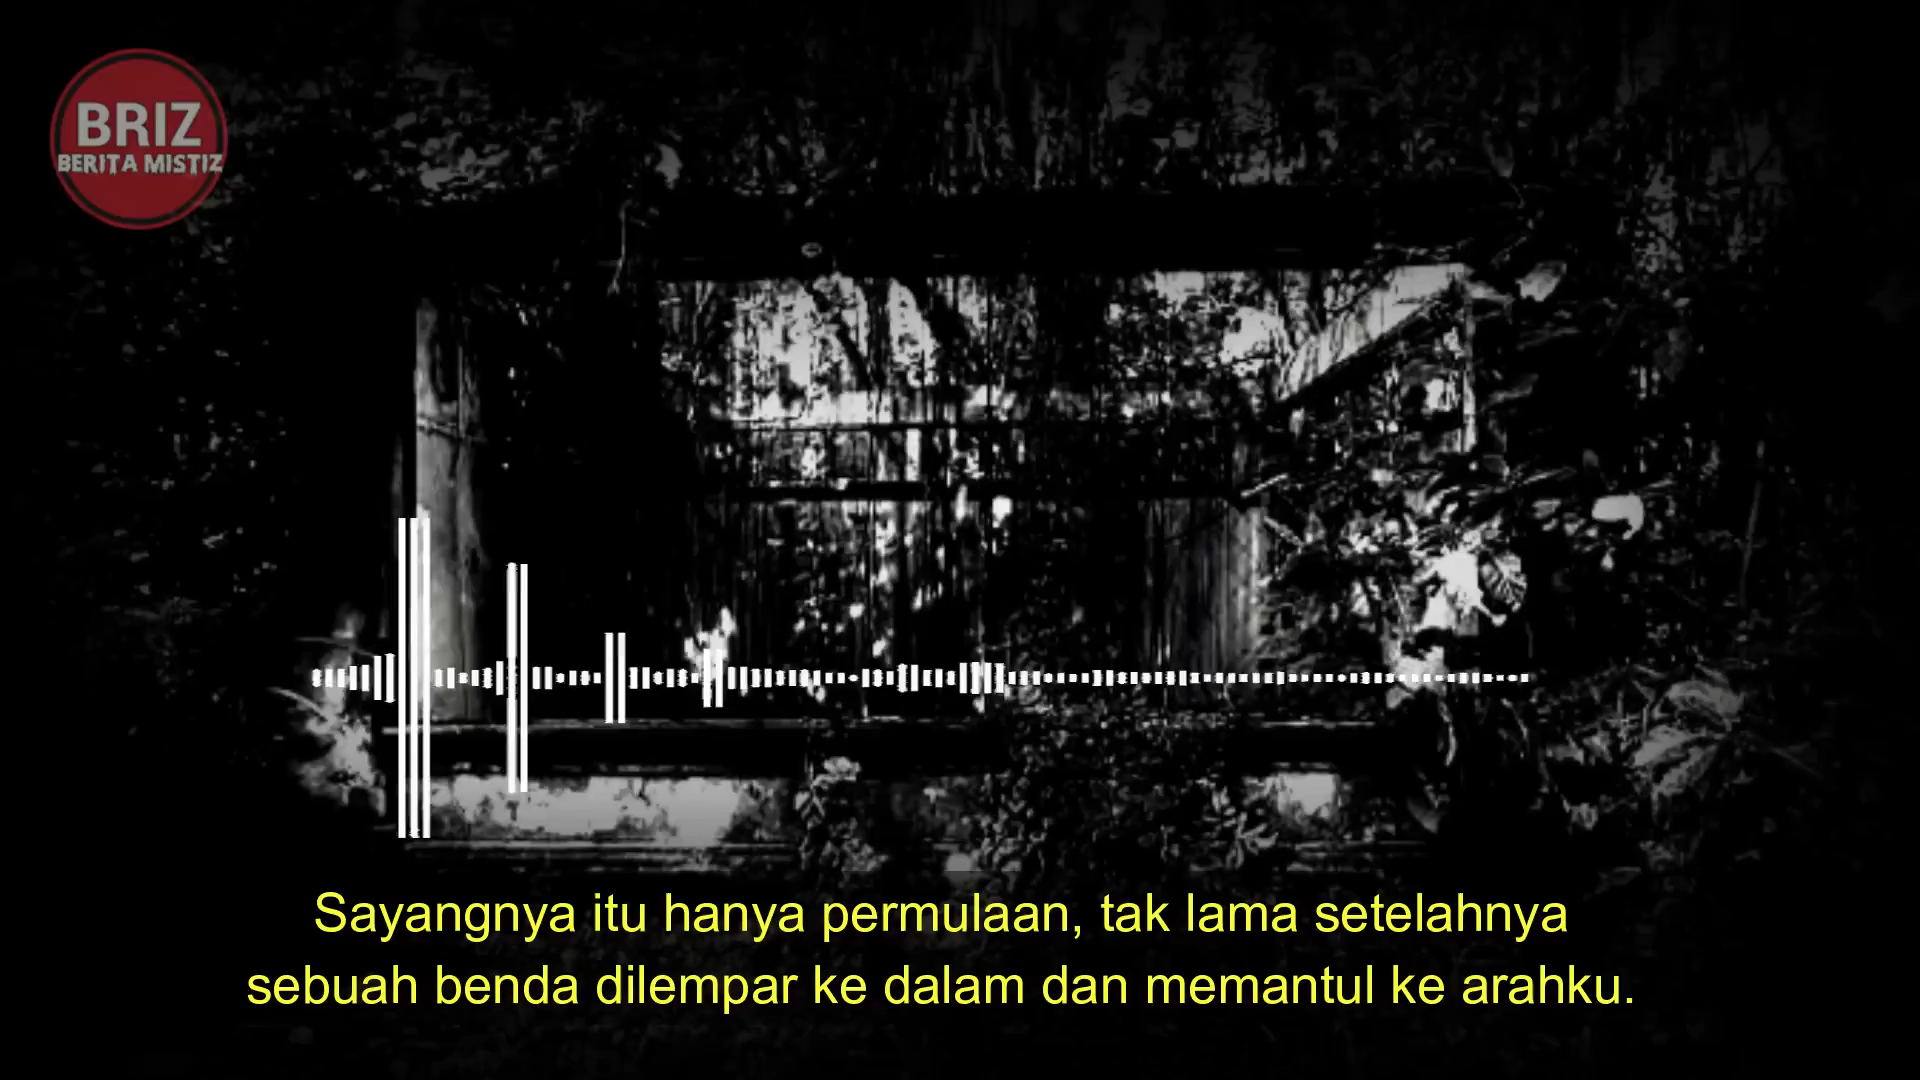 BRIZ
BERITA MISTIZ
Sayangnya itu hanya permulaan, tak lama setelahnya
sebuah benda dilempar ke dalam dan memantul ke arahku.